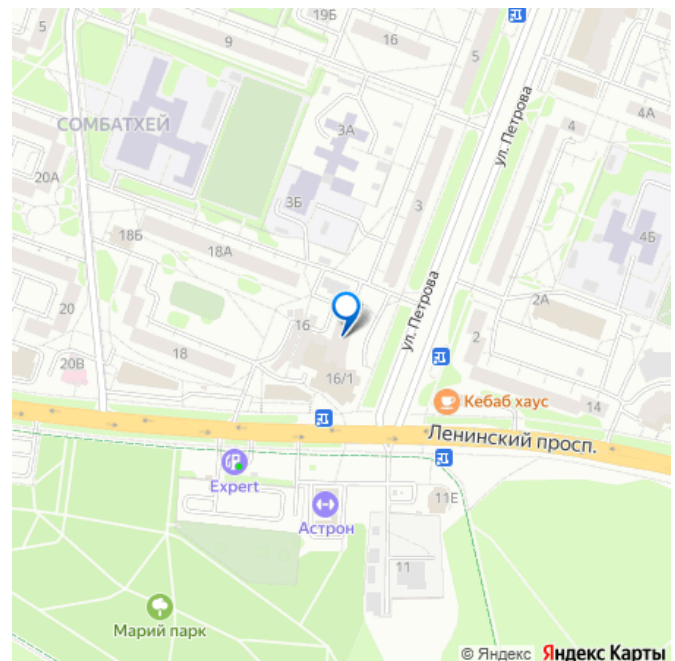 5
9
19Б
16
5
4А
4
СОМБАТХЕЙ
3А
ул. Петрова
20А
3Б
3
4Б
18Б
18А
20
16
ул. Петрова
2А
2
18
20В
16/1
Кебаб хаус
14
Ленинский просп.
Expert
11Е
Астрон
11
Марий парк
© Яндекс Яндекс Карты